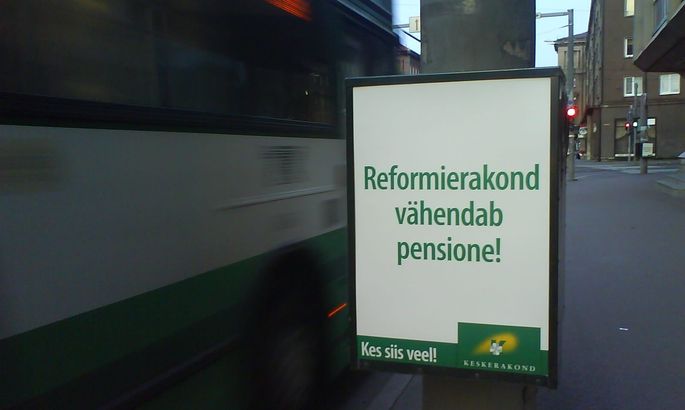 Reformierakond
vähendab
pensione!
Kes siis veel!
KESKERAKOND